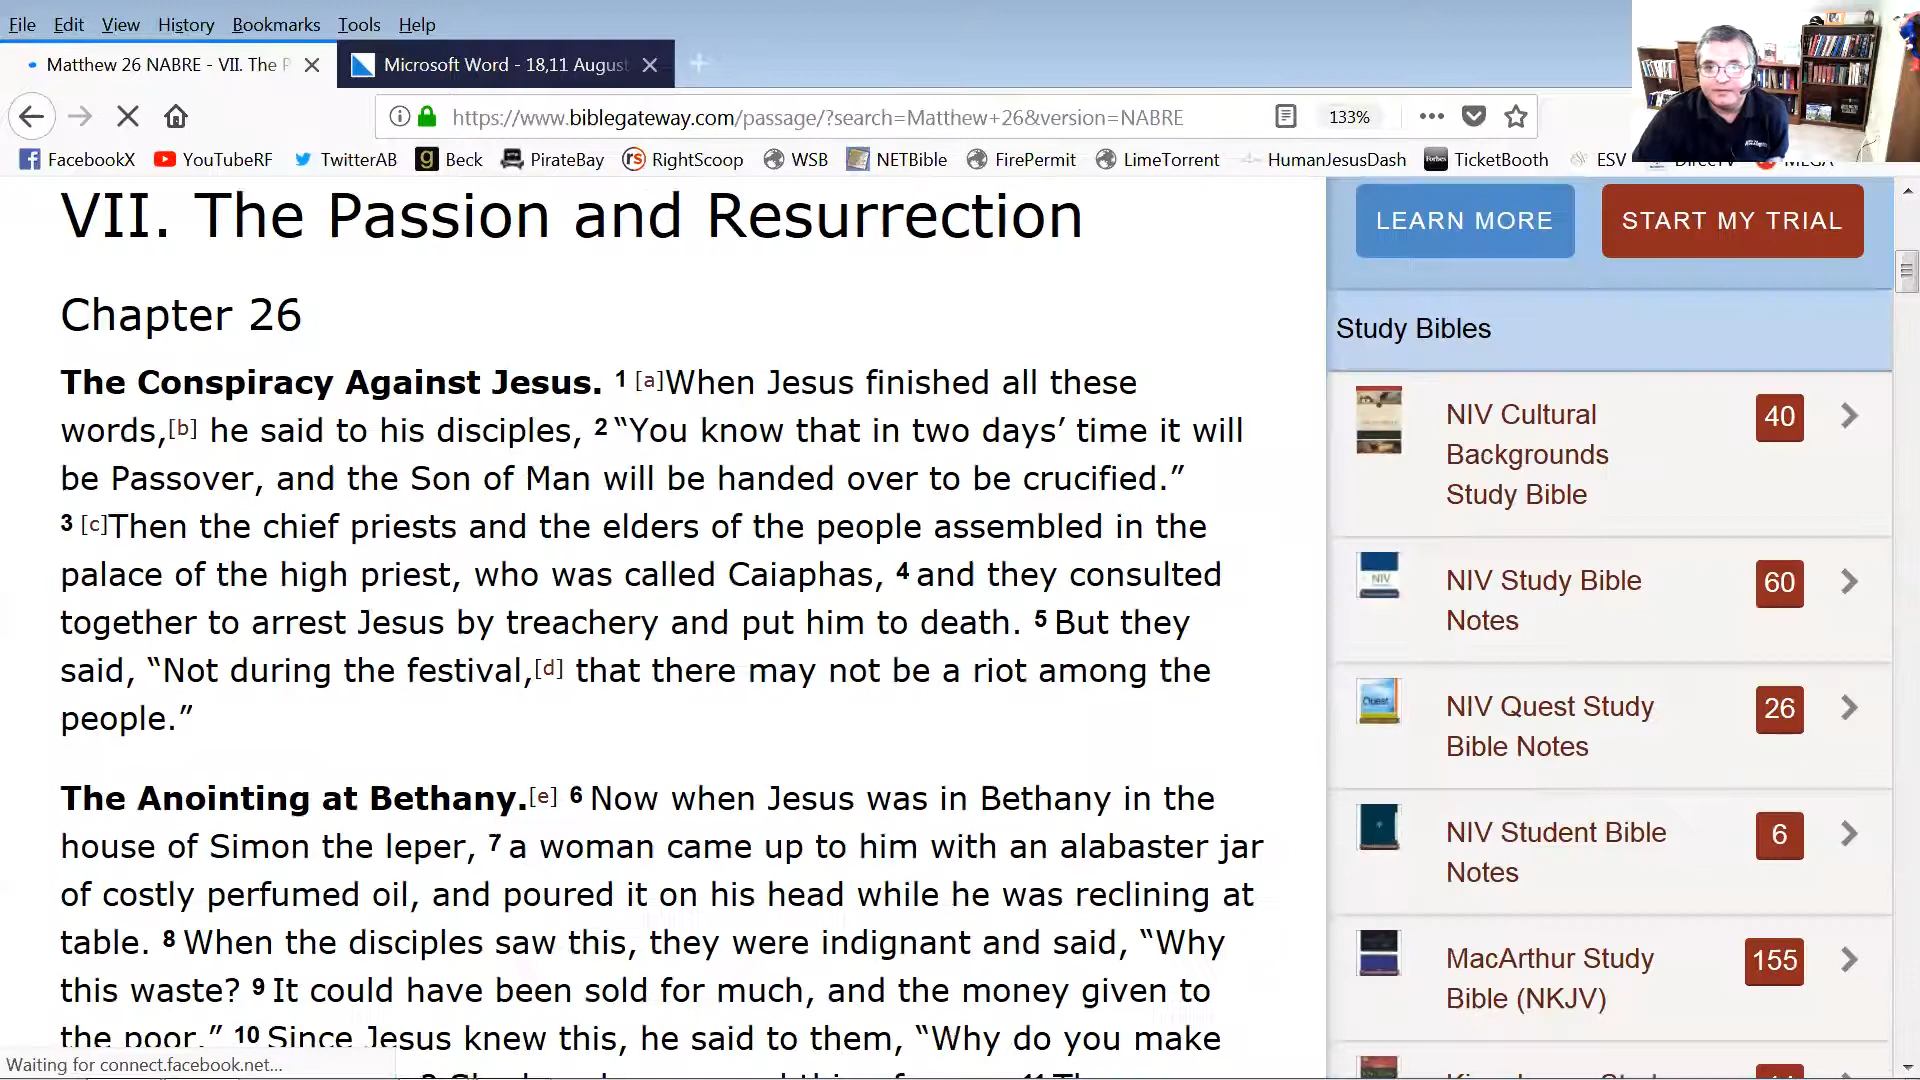 File Edit View History Bookmarks Tools Help
Matthew 26 NABRE - VII. The P
Microsoft Word - 18,11 August
https://www.biblegateway.com/passage/?search=Matthew+26&version=NABRE 133%
FacebookX YouTubeRF TwitterAB Beck PirateBay RightScoop WSB NETBible FirePermit LimeTorrent HumanJesusDash TicketBooth ESV
VII. The Passion and Resurrection
Chapter 26
The Conspiracy Against Jesus. 1 [a]When Jesus finished all these
words,[b] he said to his disciples, 2 “You know that in two days’ time it will
be Passover, and the Son of Man will be handed over to be crucified.”
3 [c]Then the chief priests and the elders of the people assembled in the
palace of the high priest, who was called Caiaphas, 4 and they consulted
together to arrest Jesus by treachery and put him to death. 5 But they
said, “Not during the festival,[d] that there may not be a riot among the
people.”
The Anointing at Bethany.[e] 6 Now when Jesus was in Bethany in the
house of Simon the leper, 7 a woman came up to him with an alabaster jar
of costly perfumed oil, and poured it on his head while he was reclining at
table. 8 When the disciples saw this, they were indignant and said, “Why
this waste? 9 It could have been sold for much, and the money given to
the poor.” 10 Since Jesus knew this, he said to them, “Why do you make
Waiting for connect.facebook.net...
LEARN MORE START MY TRIAL
Study Bibles
NIV Cultural
Backgrounds
Study Bible
40
NIV Study Bible
Notes
60
NIV Quest Study
Bible Notes
26
NIV Student Bible
Notes
6
MacArthur Study
Bible (NKJV)
155